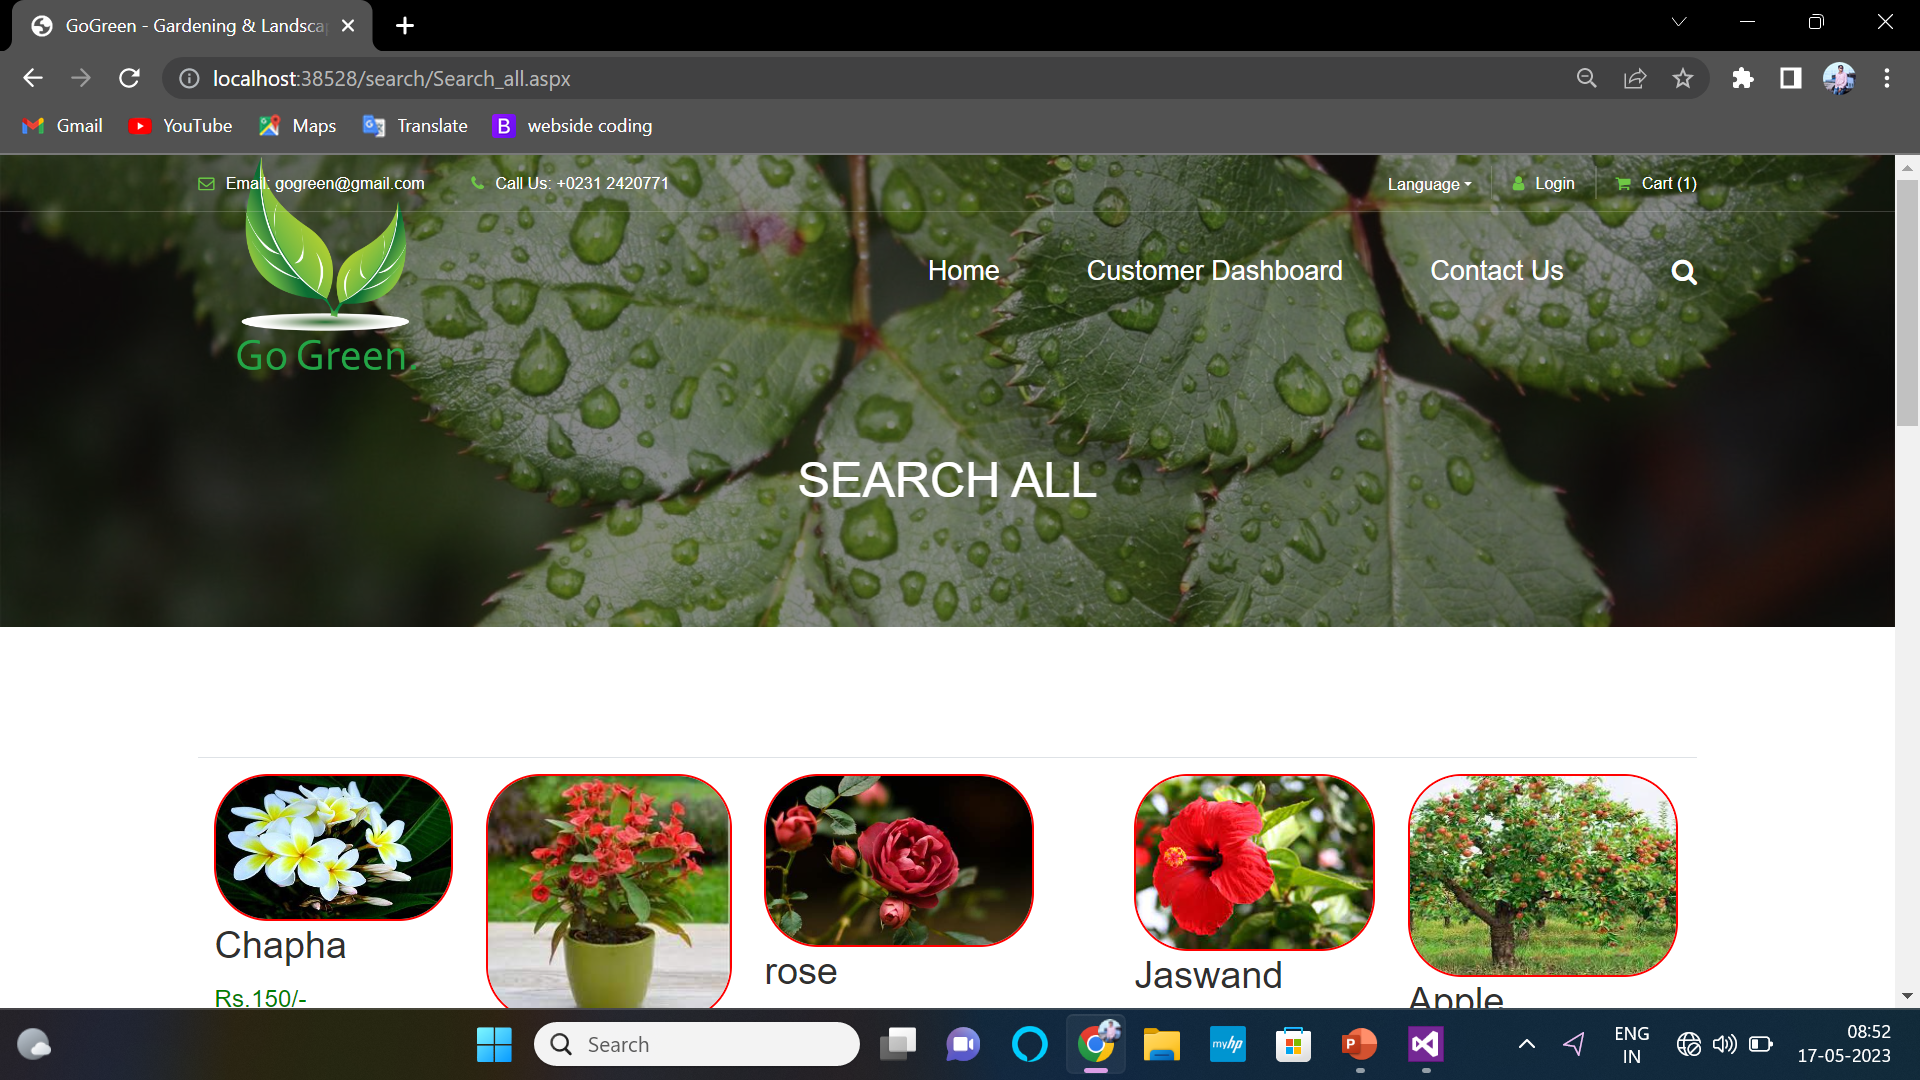 GoGreen - Gardening & Landsca
localhost:38528/search/Search_all.aspx
Gmail
YouTube
Maps
Translate
B
webside coding
Email: gogreen@gmail.com
Call Us: +0231 2420771
Language
Login
Cart (1)
Go Green.
Home
Customer Dashboard
Contact Us
SEARCH ALL
Chapha
Rs.150/-
rose
Jaswand
Apple
Search
myhp
P
ENG
IN
08:52
17-05-2023